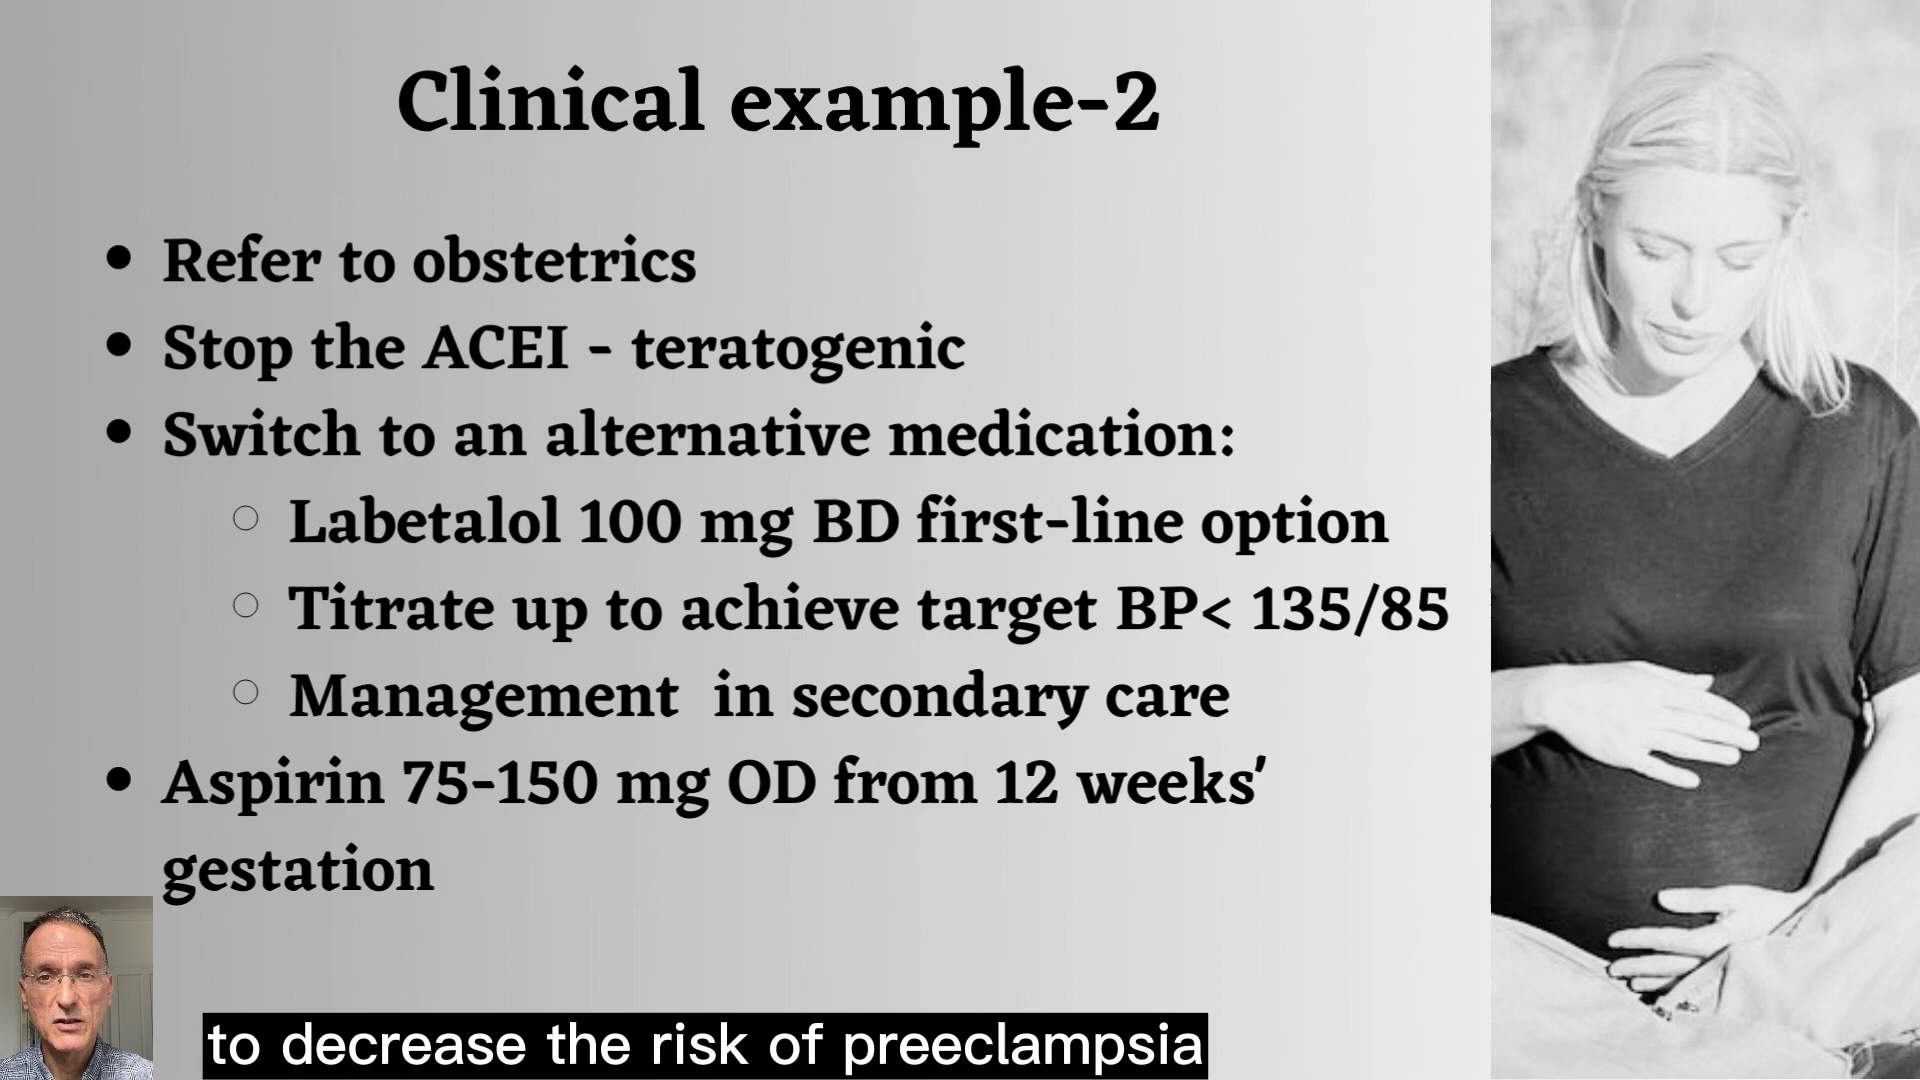 Clinical example-2
Refer to obstetrics
Stop the ACEI - teratogenic
Switch to an alternative medication:
Labetalol 100 mg BD first-line option
Titrate up to achieve target BP< 135/85
Management  in secondary care
Aspirin 75-150 mg OD from 12 weeks'
gestation
to decrease the risk of preeclampsia